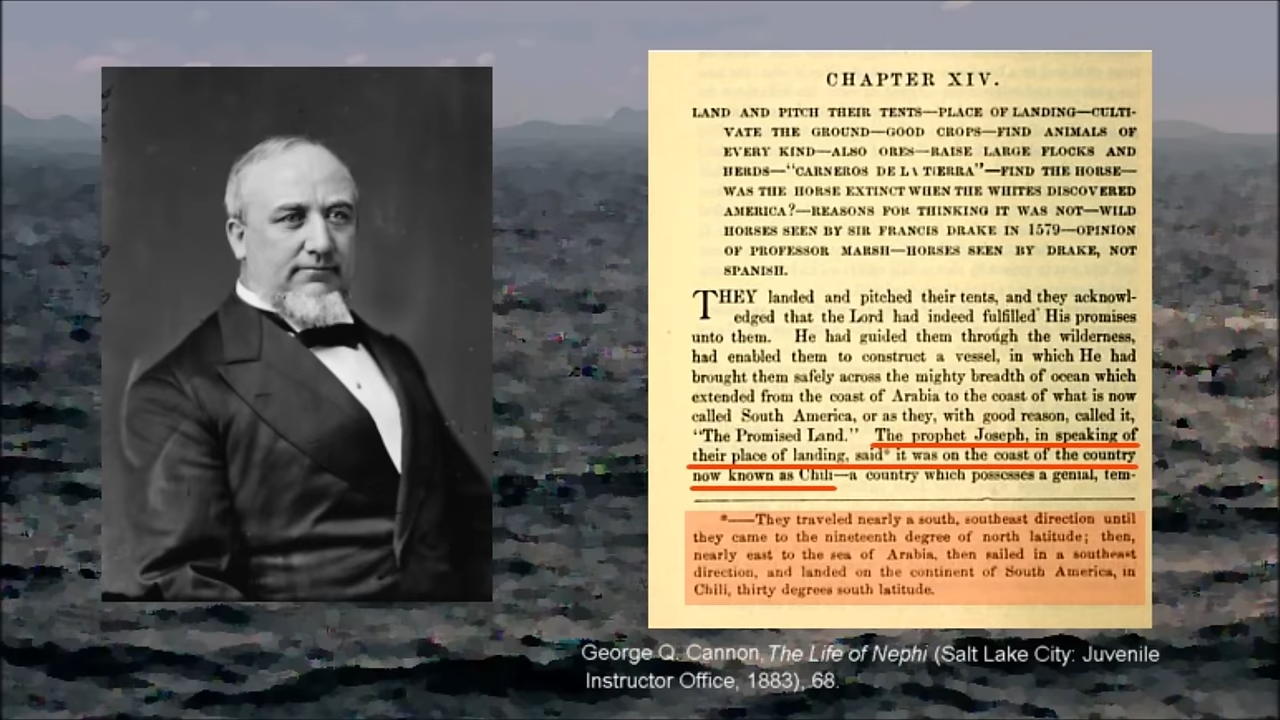 CHAPTER XIV.
LAND AND PITCH THEIR TENTS—PLACE OF LANDING—CULTI-
VATE THE GROUND—GOOD CROPS—FIND ANIMALS OF
EVERY KIND—ALSO ORES—RAISE LARGE FLOCKS AND
HERDS—"CARNEROS DE LA TIERRA"—FIND THE HORSE—
WAS THE HORSE EXTINCT WHEN THE WHITES DISCOVERED
AMERICA?—REASONS FOR THINKING IT WAS NOT—WILD
HORSES SEEN BY SIR FRANCIS DRAKE IN 1579—OPINION
OF PROFESSOR MARSH—HORSES SEEN BY DRAKE, NOT
SPANISH.
THEY landed and pitched their tents, and they acknowl-
edged that the Lord had indeed fulfilled His promises
unto them. He had guided them through the wilderness,
had enabled them to construct a vessel, in which He had
brought them safely across the mighty breadth of ocean which
extended from the coast of Arabia to the coast of what is now
called South America, or as they, with good reason, called it,
"The Promised Land." The prophet Joseph, in speaking of
their place of landing, said* it was on the coast of the country
now known as Chili—a country which possesses a genial, tem-
*——They traveled nearly a south, southeast direction until
they came to the nineteenth degree of north latitude; then,
nearly east to the sea of Arabia, then sailed in a southeast
direction, and landed on the continent of South America, in
Chili, thirty degrees south latitude.
George Q. Cannon, The Life of Nephi (Salt Lake City: Juvenile
Instructor Office, 1883), 68.